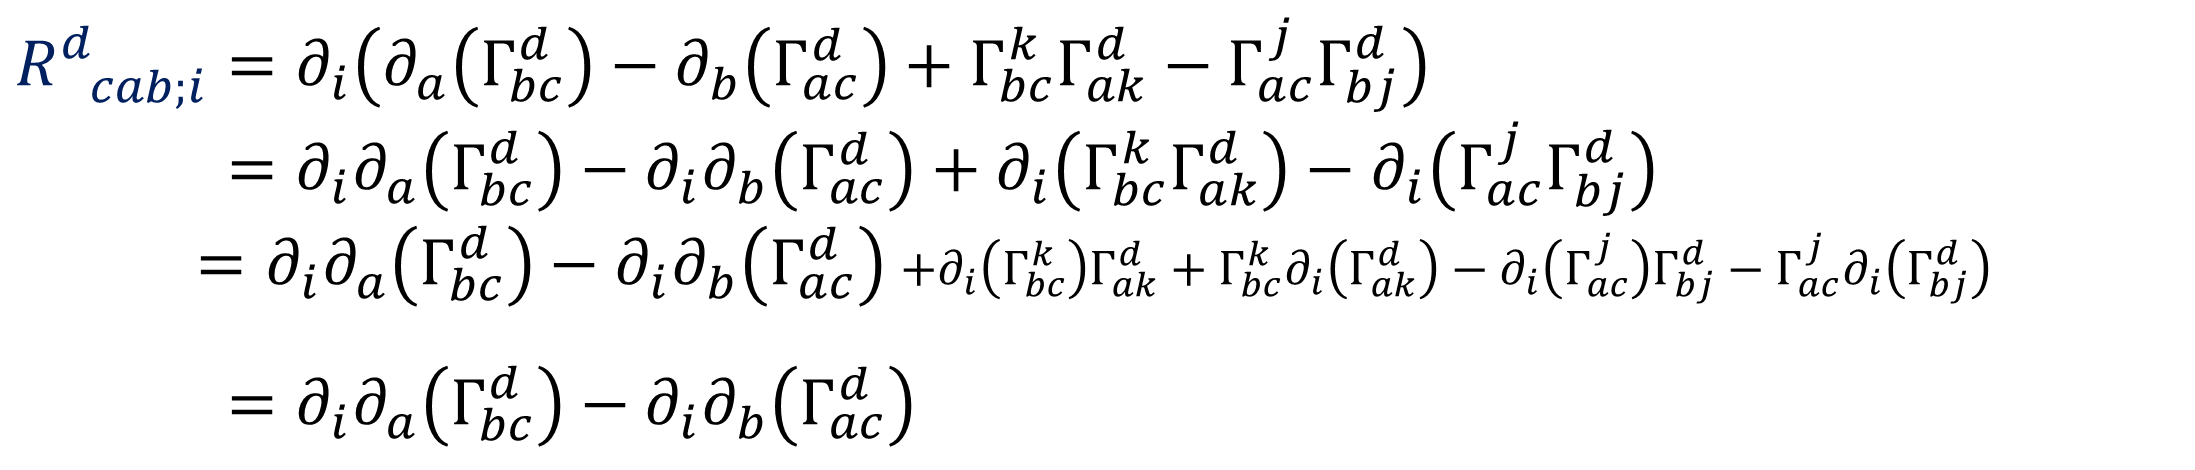 R^d_{cab;i} = ∂_i(∂_a(Γ^d_{bc}) − ∂_b(Γ^d_{ac}) + Γ^k_{bc}Γ^d_{ak} − Γ^j_{ac}Γ^d_{bj})
= ∂_i∂_a(Γ^d_{bc}) − ∂_i∂_b(Γ^d_{ac}) + ∂_i(Γ^k_{bc}Γ^d_{ak}) − ∂_i(Γ^j_{ac}Γ^d_{bj})
= ∂_i∂_a(Γ^d_{bc}) − ∂_i∂_b(Γ^d_{ac}) +∂_i(Γ^k_{bc})Γ^d_{ak} + Γ^k_{bc}∂_i(Γ^d_{ak}) − ∂_i(Γ^j_{ac})Γ^d_{bj} − Γ^j_{ac}∂_i(Γ^d_{bj})
= ∂_i∂_a(Γ^d_{bc}) − ∂_i∂_b(Γ^d_{ac})